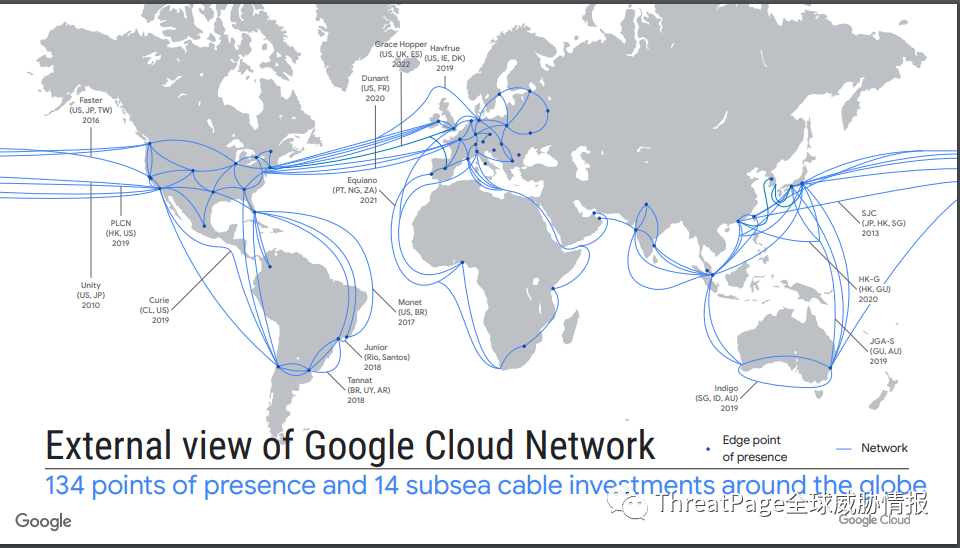 Grace Hopper
(US, UK, ES)
2022
Havfrue
(US, IE, DK)
2019
Dunant
(US, FR)
2020
Faster
(US, JP, TW)
2016
Equiano
(PT, NG, ZA)
2021
PLCN
(HK, US)
2019
SJC
(JP, HK, SG)
2013
Unity
(US, JP)
2010
Curie
(CL, US)
2019
Monet
(US, BR)
2017
HK-G
(HK, GU)
2020
Junior
(Rio, Santos)
2018
JGA-S
(GU, AU)
2019
Tannat
(BR, UY, AR)
2018
Indigo
(SG, ID, AU)
2019
External view of Google Cloud Network
Edge point
of presence
Network
134 points of presence and 14 subsea cable investments around the globe
ThreatPage全球威胁情报
Google
Google Cloud